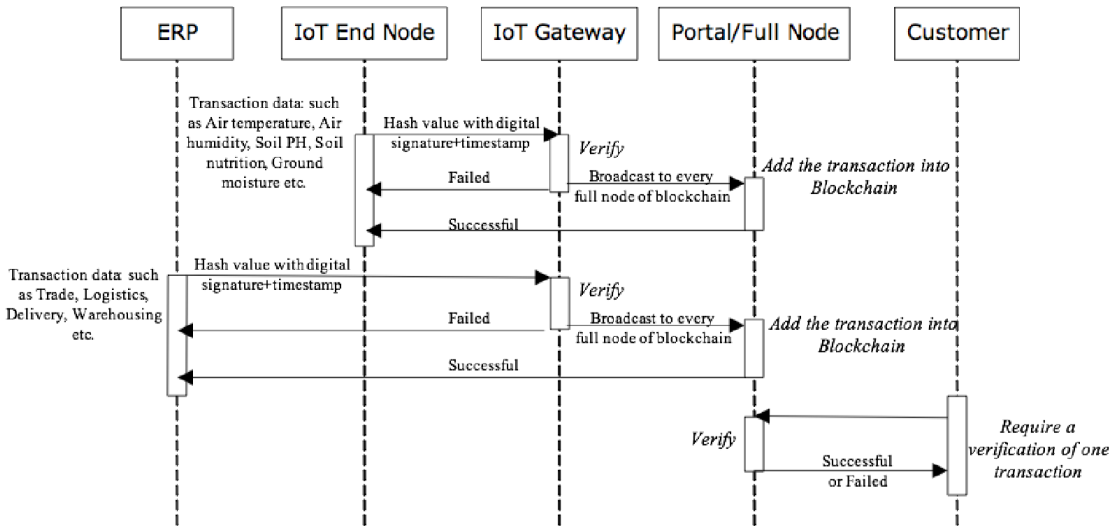 ERP
IoT End Node
IoT Gateway
Portal/Full Node
Customer
Transaction data: such
as Air temperature, Air
humidity, Soil PH, Soil
nutrition, Ground
moisture etc.
Hash value with digital
signature+timestamp
Verify
Failed
Broadcast to every
full node of blockchain
Add the transaction into
Blockchain
Successful
Transaction data: such
as Trade, Logistics,
Delivery, Warehousing
etc.
Hash value with digital
signature+timestamp
Verify
Failed
Broadcast to every
full node of blockchain
Add the transaction into
Blockchain
Successful
Verify
Require a
verification of one
transaction
Successful
or Failed